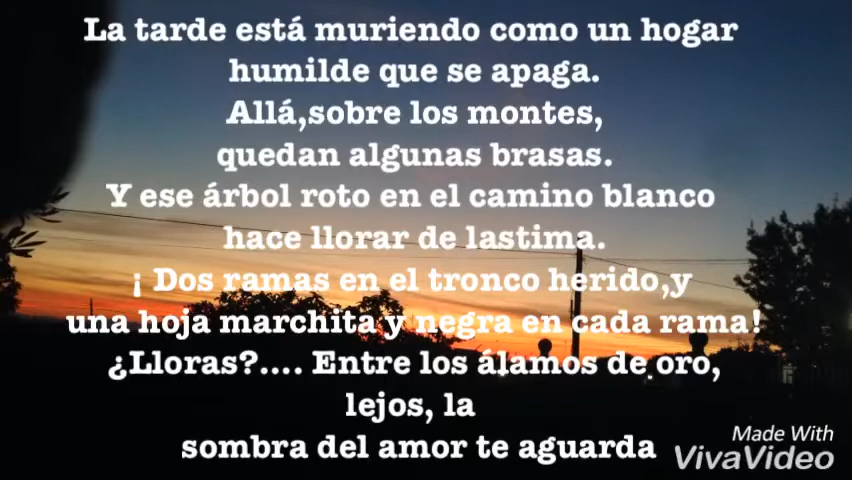 La tarde está muriendo como un hogar
humilde que se apaga.
Allá,sobre los montes,
quedan algunas brasas.
Y ese árbol roto en el camino blanco
hace llorar de lastima.
¡ Dos ramas en el tronco herido,y
una hoja marchita y negra en cada rama!
¿Lloras?.... Entre los álamos de oro,
lejos, la
sombra del amor te aguarda
Made With
VivaVideo